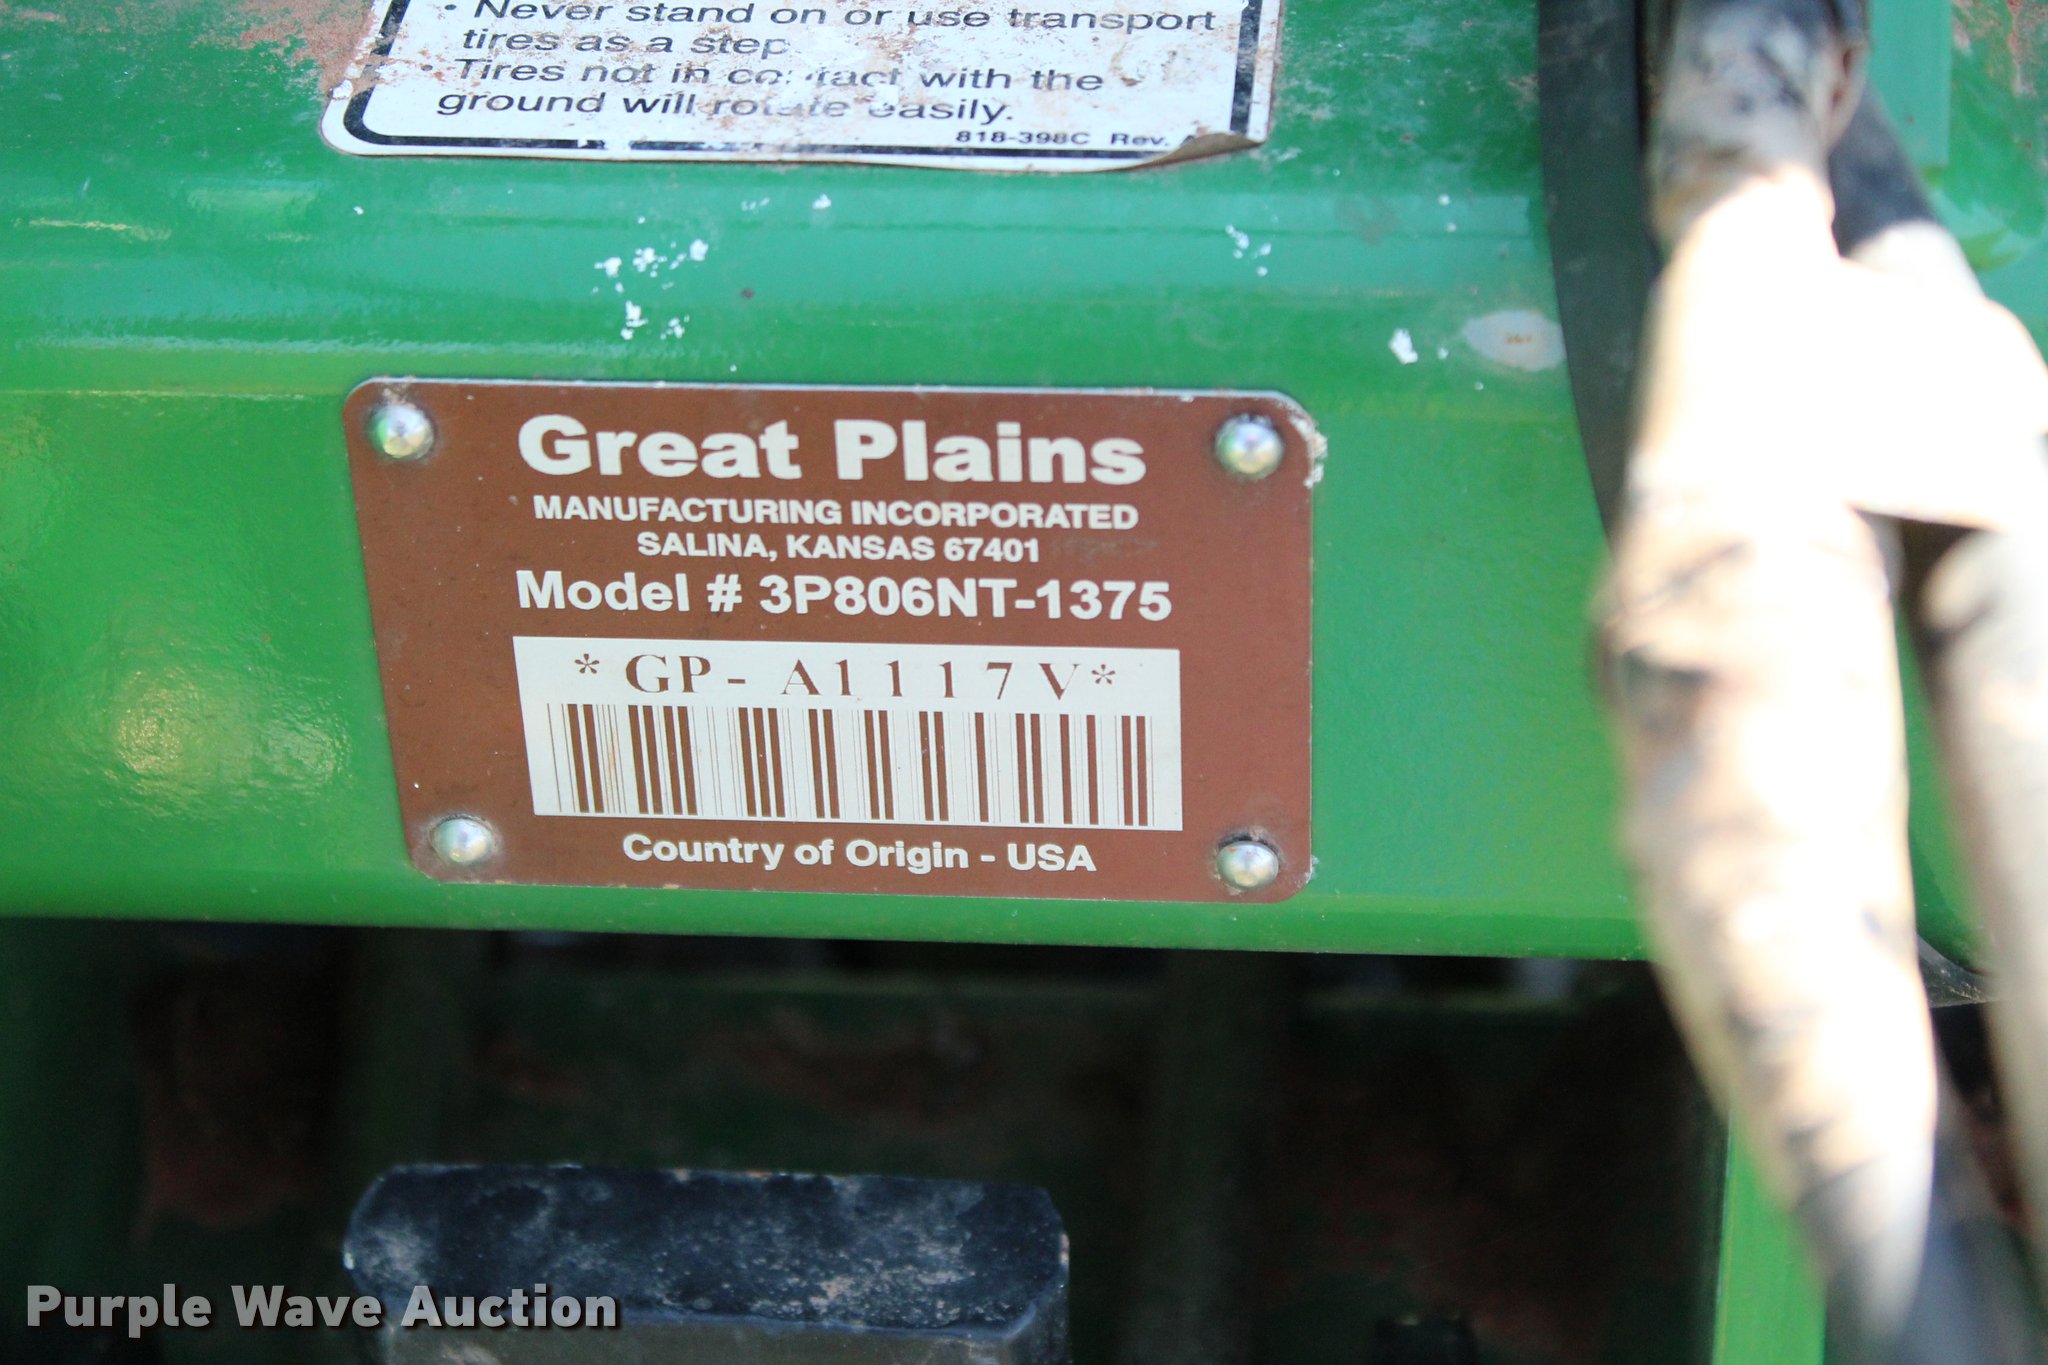 • Never stand on or use transport
tires as a step
• Tires not in contact with the
ground will rotate easily.
818-398C Rev.
Great Plains
MANUFACTURING INCORPORATED
SALINA, KANSAS 67401
Model # 3P806NT-1375
*GP-A1117V*
Country of Origin - USA
Purple Wave Auction